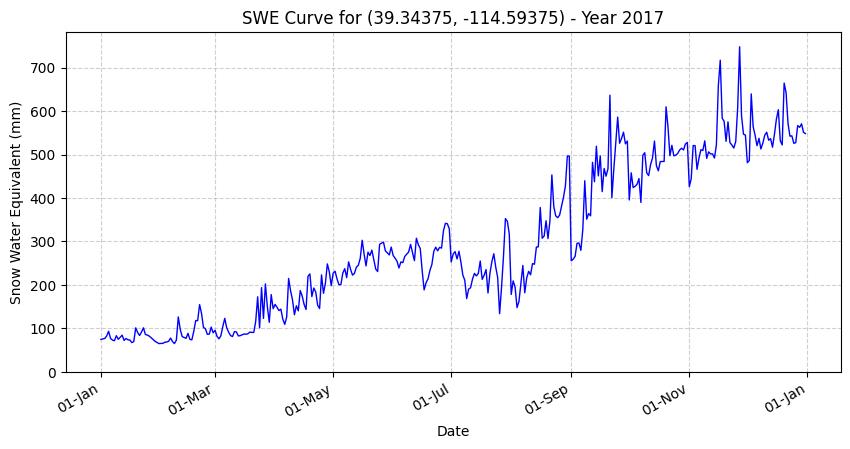 SWE Curve for (39.34375, -114.59375) - Year 2017
Snow Water Equivalent (mm)
700
600
500
400
300
200
100
0
01-Jan
01-Mar
01-May
01-Jul
01-Sep
01-Nov
01-Jan
Date